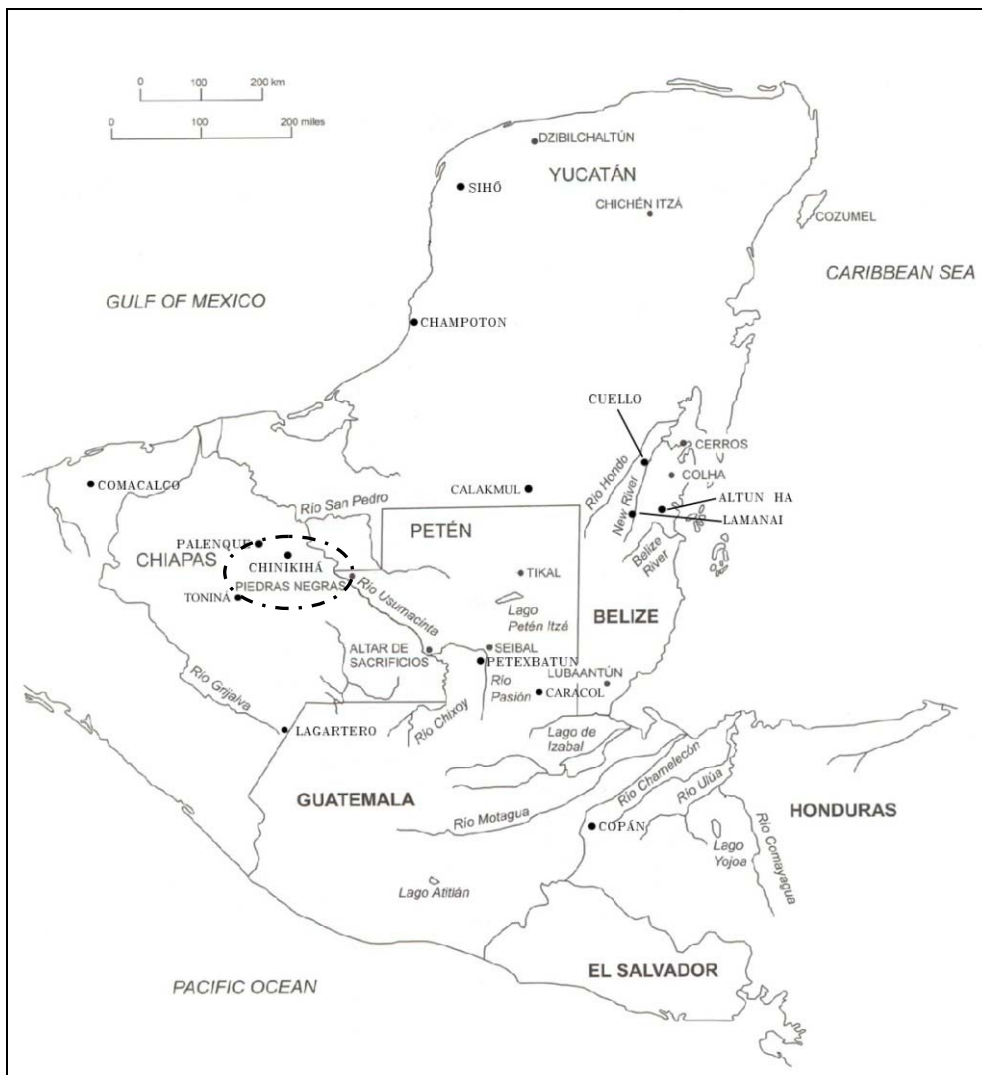 0 100 200 km
0 100 200 miles
DZIBILCHALTÚN
YUCATÁN
SIHŐ
CHICHÉN ITZÁ
COZUMEL
CARIBBEAN SEA
GULF OF MEXICO
CHAMPOTON
CUELLO
CERROS
COLHA
COMACALCO
CALAKMUL
Río Hondo
New River
ALTUN HA
LAMANAI
Río San Pedro
PETÉN
Belize
River
PALENQUE
CHIAPAS
CHINIKIHÁ
PIEDRAS NEGRAS
TONINÁ
TIKAL
Lago
Petén Itzá
BELIZE
Río Usumacinta
ALTAR DE
SACRIFICIOS
SEIBAL
PETEXBATUN
LUBAANTÚN
Río
Pasión
CARACOL
Río Grijalva
LAGARTERO
Río Chixoy
Lago de
Izabal
GUATEMALA
Río Chamelecón
Río Ulúa
HONDURAS
Río Motagua
COPÁN
Lago
Yojoa
Río Comayagua
Lago Atitlán
EL SALVADOR
PACIFIC OCEAN